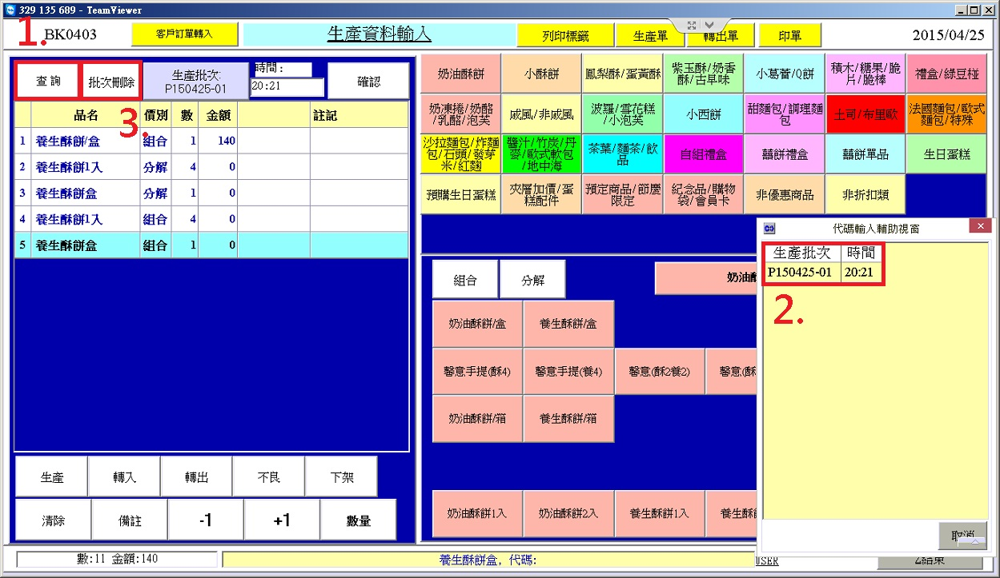 329 135 689 - TeamViewer
1.
BK0403
客戶訂單轉入
生產資料輸入
列印標籤
生產單
轉出單
印單
2015/04/25
查詢
批次刪除
生產批次:
P150425-01
時間:
20:21
確認
3.
品名 價別 數 金額 註記
1 養生酥餅/盒 組合 1 140
2 養生酥餅1入 分解 4 0
3 養生酥餅盒 分解 1 0
4 養生酥餅1入 組合 4 0
5 養生酥餅盒 組合 1 0
生產
轉入
轉出
不良
下架
清除
備註
-1
+1
數量
奶油酥餅
小酥餅
鳳梨酥/蛋黃酥
紫玉酥/奶香
酥/古早味
小葛蕾/Q餅
積木/糖果/脆
片/脆棒
禮盒/綠豆椪
奶凍捲/奶酪
/乳酪/泡芙
戚風/非戚風
波羅/雪花糕
/小泡芙
小西餅
甜麵包/調理麵
包
土司/布里歐
法國麵包/歐式
麵包/特殊
沙拉麵包/炸麵
包/石頭/發芽
米/紅麴
醬汁/竹炭/丹
麥/歐式軟包
/地中海
茶葉/麵茶/飲
品
自組禮盒
囍餅禮盒
囍餅單品
生日蛋糕
預購生日蛋糕
夾層加價/蛋
糕配件
預定商品/節慶
限定
紀念品/購物
袋/會員卡
非優惠商品
非折扣類
組合
分解
奶油酥
奶油酥餅/盒
養生酥餅/盒
馨意手提(酥4)
馨意手提(養4)
馨意(酥2養2)
馨意(酥
奶油酥餅/箱
養生酥餅/箱
奶油酥餅1入
奶油酥餅2入
養生酥餅1入
養生酥
代碼輸入輔助視窗
生產批次 時間
P150425-01 20:21
2.
取消
數:11 金額:140
養生酥餅盒, 代碼:
USER
Z結束